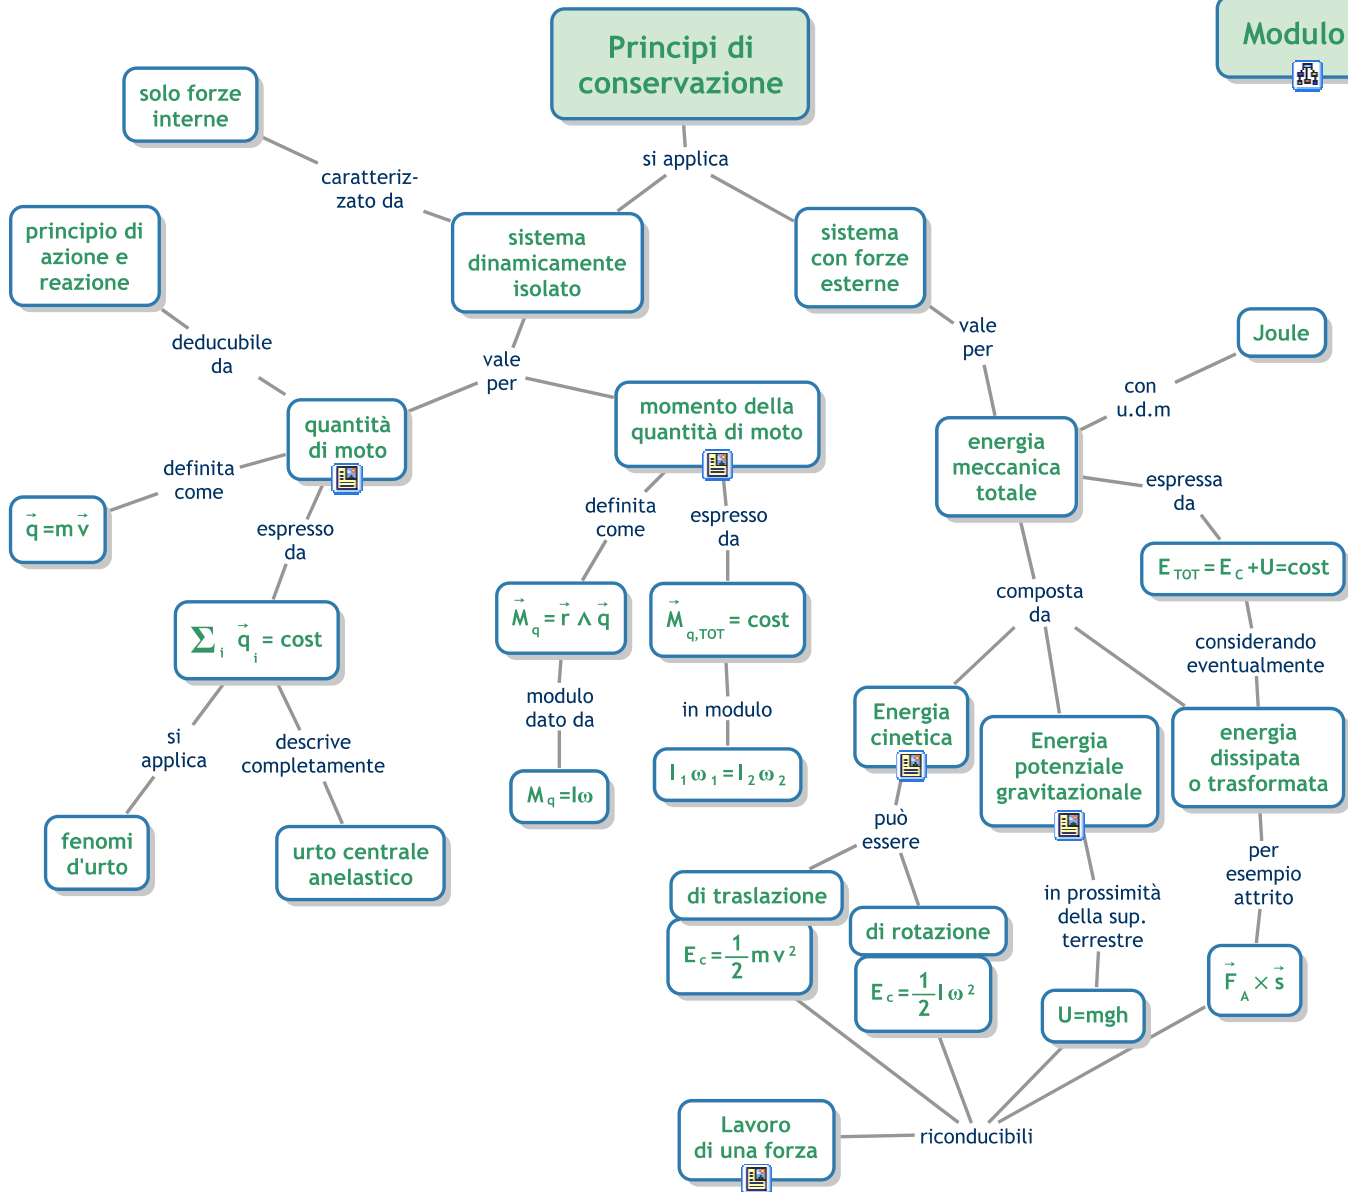 Principi di
conservazione
Modulo
solo forze
interne
si applica
caratteriz-
zato da
principio di
azione e
reazione
sistema
dinamicamente
isolato
sistema
con forze
esterne
deducubile
da
vale
per
vale
per
Joule
con
u.d.m
quantità
di moto
momento della
quantità di moto
energia
meccanica
totale
definita
come
espressa
da
q⃗ =m v⃗
espresso
da
definita
come
espresso
da
E TOT = E C +U=cost
composta
da
∑ i q⃗ i = cost
M⃗ q = r⃗ ∧ q⃗
M⃗ q,TOT = cost
considerando
eventualmente
modulo
dato da
in modulo
si
applica
descrive
completamente
Energia
cinetica
Energia
potenziale
gravitazionale
energia
dissipata
o trasformata
M q =Iω
I 1 ω 1 = I 2 ω 2
fenomi
d'urto
urto centrale
anelastico
può
essere
per
esempio
attrito
in prossimità
della sup.
terrestre
di traslazione
E c = 1/2 m v 2
di rotazione
E c = 1/2 I ω 2
U=mgh
F⃗ A × s⃗
Lavoro
di una forza
riconducibili